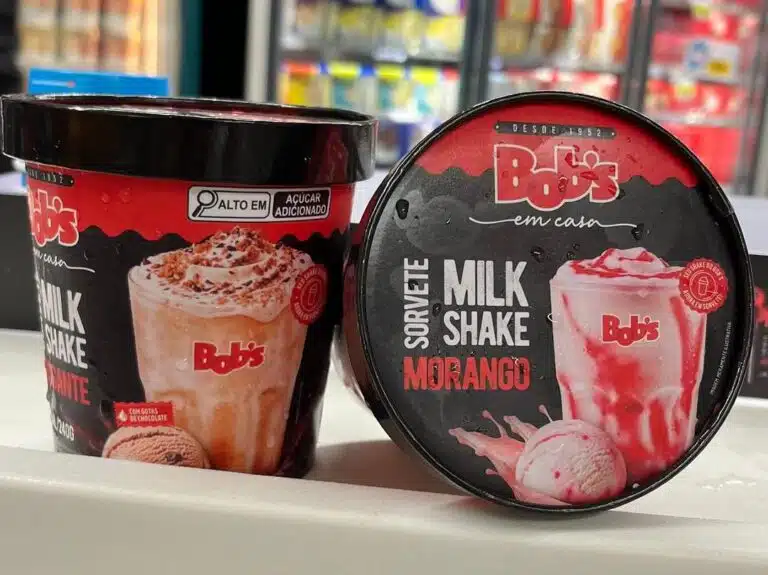 DESDE 1952
Bob's
em casa
ALTO EM
AÇÚCAR
ADICIONADO
MILK
SHAKE
Bob's
COM GOTAS
DE CHOCOLATE
240G
DESDE 1952
Bob's
em casa
SORVETE
MILK
SHAKE
MORANGO
Bob's